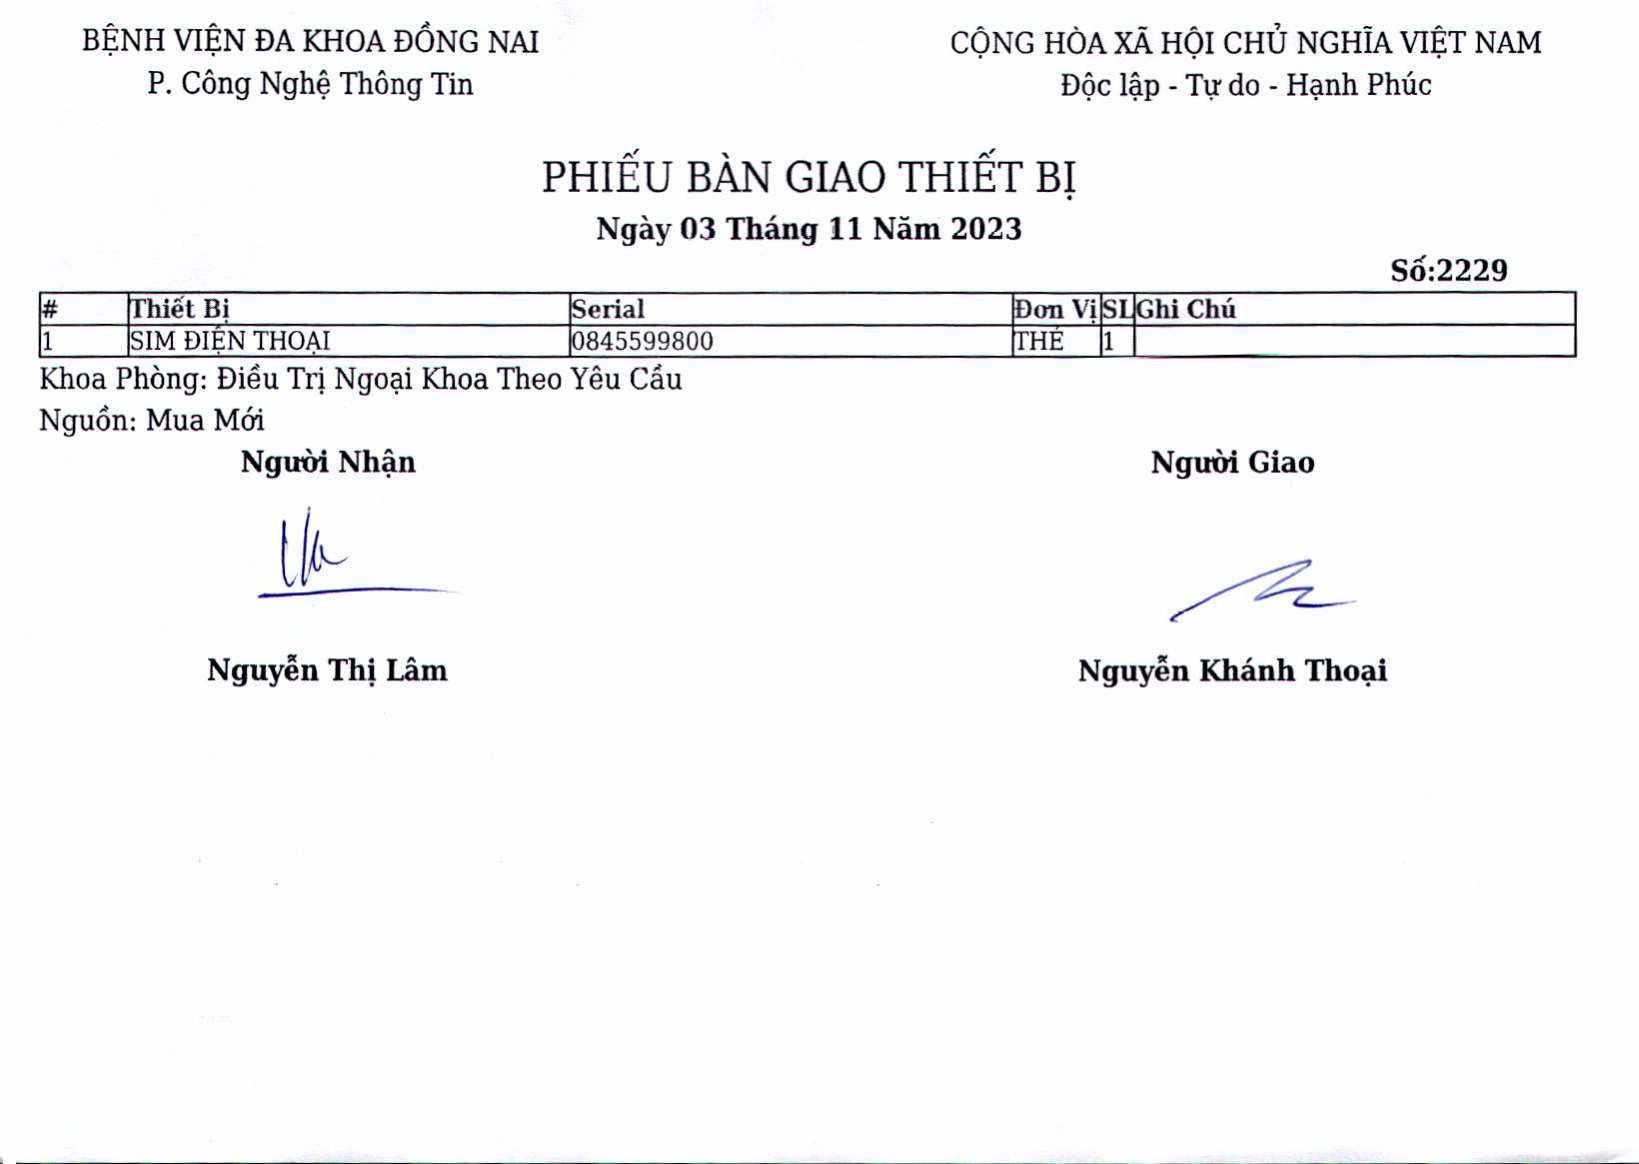 BỆNH VIỆN ĐA KHOA ĐỒNG NAI
P. Công Nghệ Thông Tin
CỘNG HÒA XÃ HỘI CHỦ NGHĨA VIỆT NAM
Độc lập - Tự do - Hạnh Phúc
PHIẾU BÀN GIAO THIẾT BỊ
Ngày 03 Tháng 11 Năm 2023
Số:2229
# Thiết Bị Serial Đơn Vị SL Ghi Chú
1 SIM ĐIỆN THOẠI 0845599800 THẺ 1
Khoa Phòng: Điều Trị Ngoại Khoa Theo Yêu Cầu
Nguồn: Mua Mới
Người Nhận Người Giao
Nguyễn Thị Lâm Nguyễn Khánh Thoại